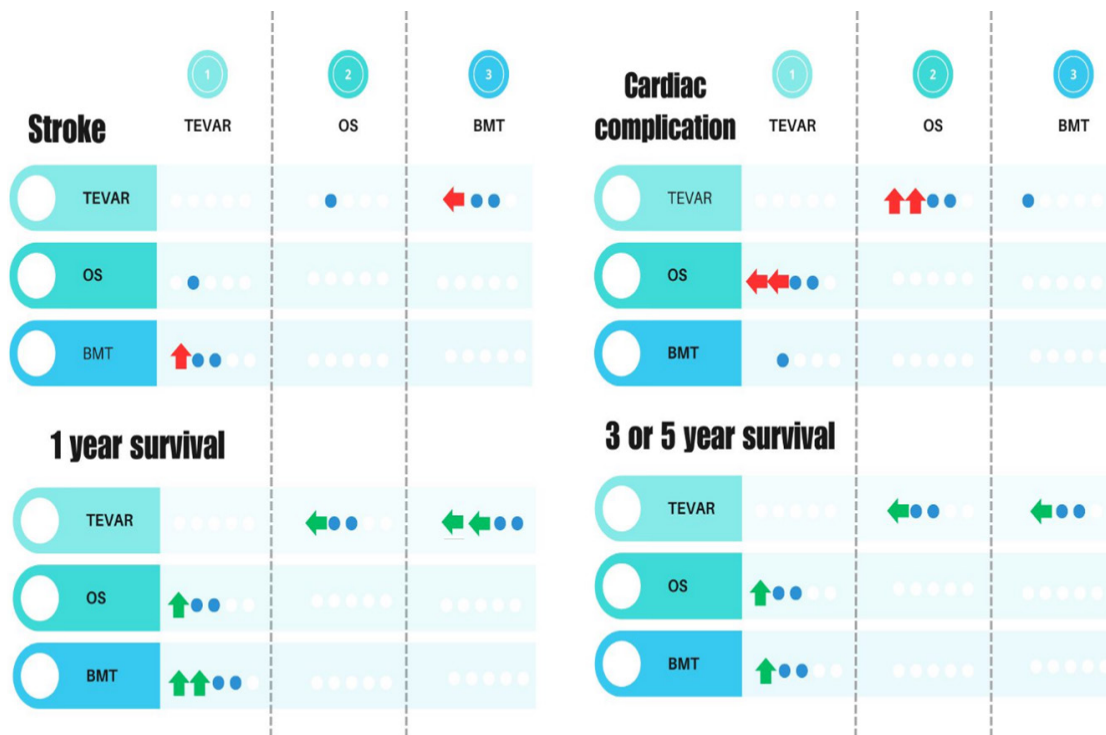 1 2 3
Stroke TEVAR OS BMT
TEVAR
OS
BMT
1 2 3
Cardiac
complication TEVAR OS BMT
TEVAR
OS
BMT
1 year survival
TEVAR
OS
BMT
3 or 5 year survival
TEVAR
OS
BMT